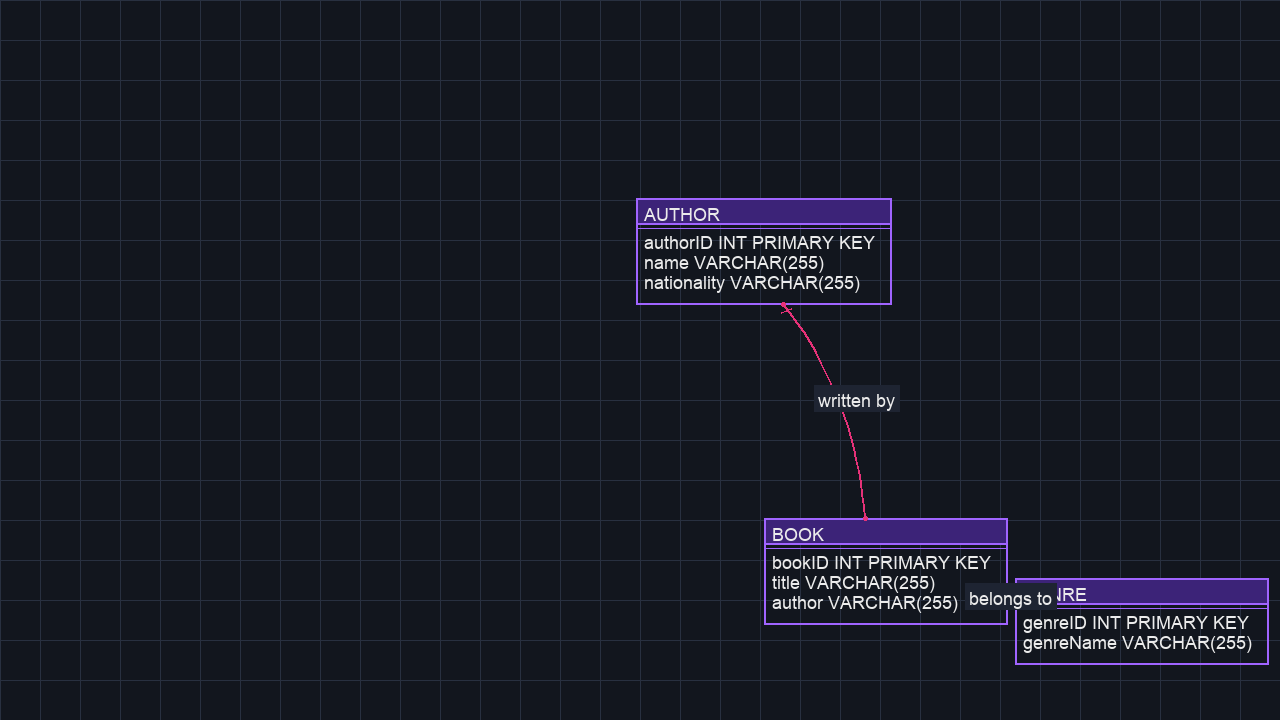 AUTHOR
authorID INT PRIMARY KEY
name VARCHAR(255)
nationality VARCHAR(255)
written by
BOOK
bookID INT PRIMARY KEY
title VARCHAR(255)
author VARCHAR(255)
belongs to
NRE
genreID INT PRIMARY KEY
genreName VARCHAR(255)